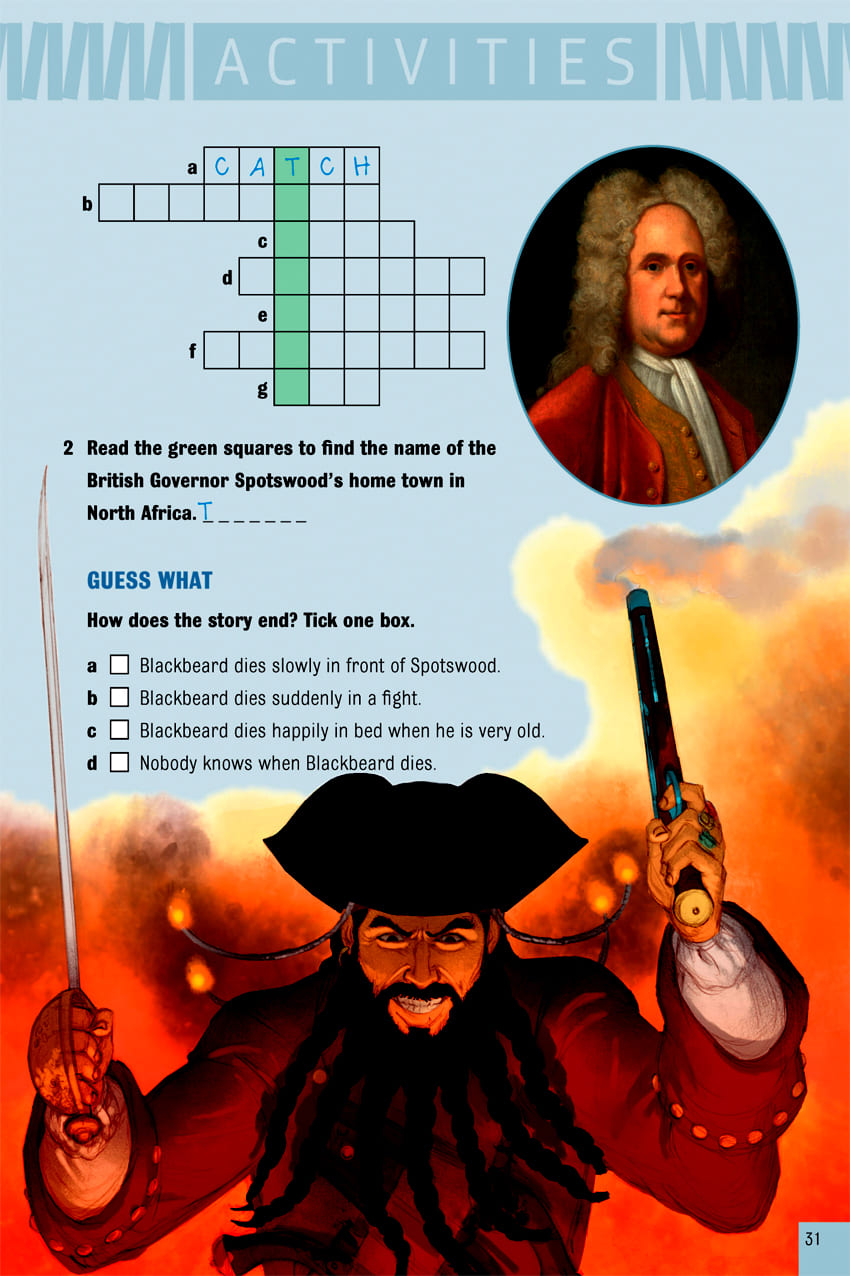 ACTIVITIES
a C A T C H
b
c
d
e
f
g
2 Read the green squares to find the name of the
British Governor Spotswood's home town in
North Africa. T _ _ _ _ _ _
GUESS WHAT
How does the story end? Tick one box.
a Blackbeard dies slowly in front of Spotswood.
b Blackbeard dies suddenly in a fight.
c Blackbeard dies happily in bed when he is very old.
d Nobody knows when Blackbeard dies.
31